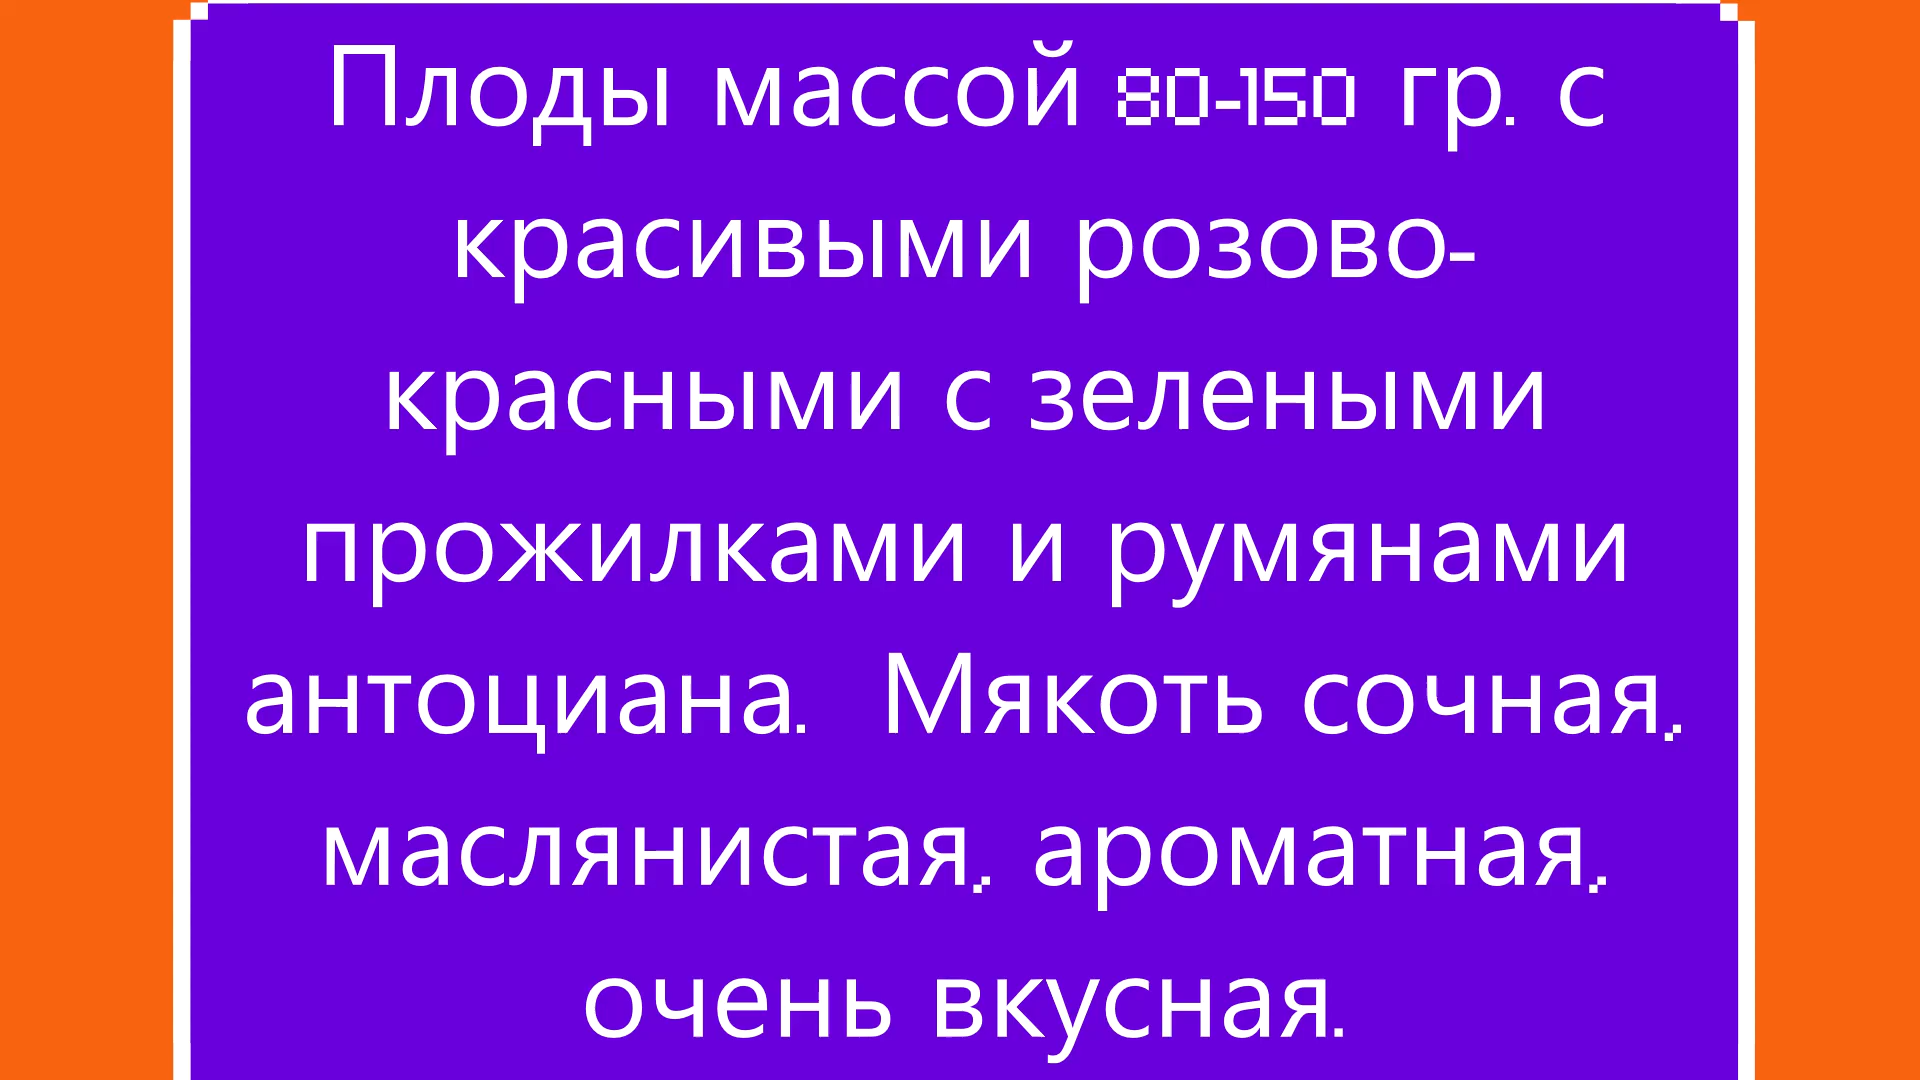 Плоды массой 80-150 гр. с
красивыми розово-
красными с зелеными
прожилками и румянами
антоциана.  Мякоть сочная,
маслянистая, ароматная,
очень вкусная.